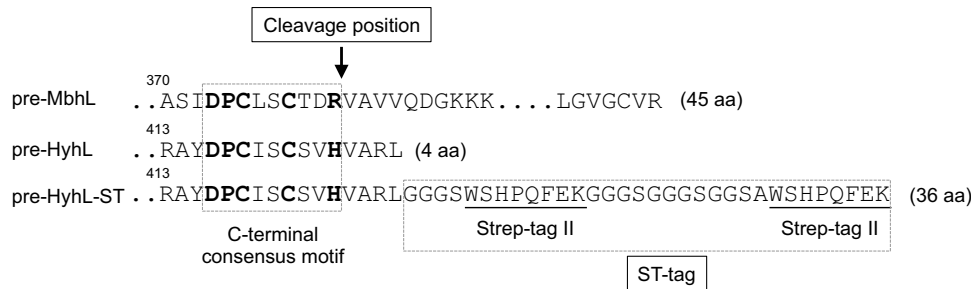 Cleavage position
370
pre-MbhL ..ASIDPCLSCTDRVAVVQDGKKK....LGVGCVR (45 aa)
413
pre-HyhL ..RAYDPCISCSVHVARL (4 aa)
413
pre-HyhL-ST ..RAYDPCISCSVHVARLGGGSWSHPQFEKGGGSGGGSGGSAWSHPQFEK (36 aa)
C-terminal
consensus motif
Strep-tag II Strep-tag II
ST-tag